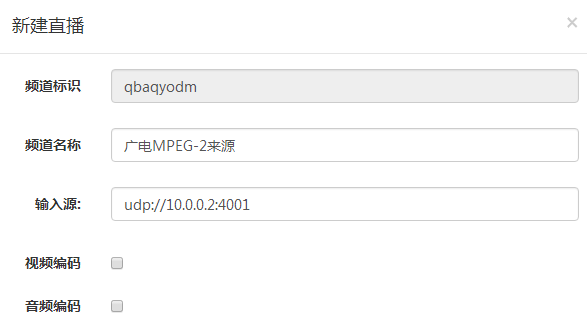 新建直播 ×
频道标识 qbaqyodm
频道名称 广电MPEG-2来源
输入源: udp://10.0.0.2:4001
视频编码
音频编码